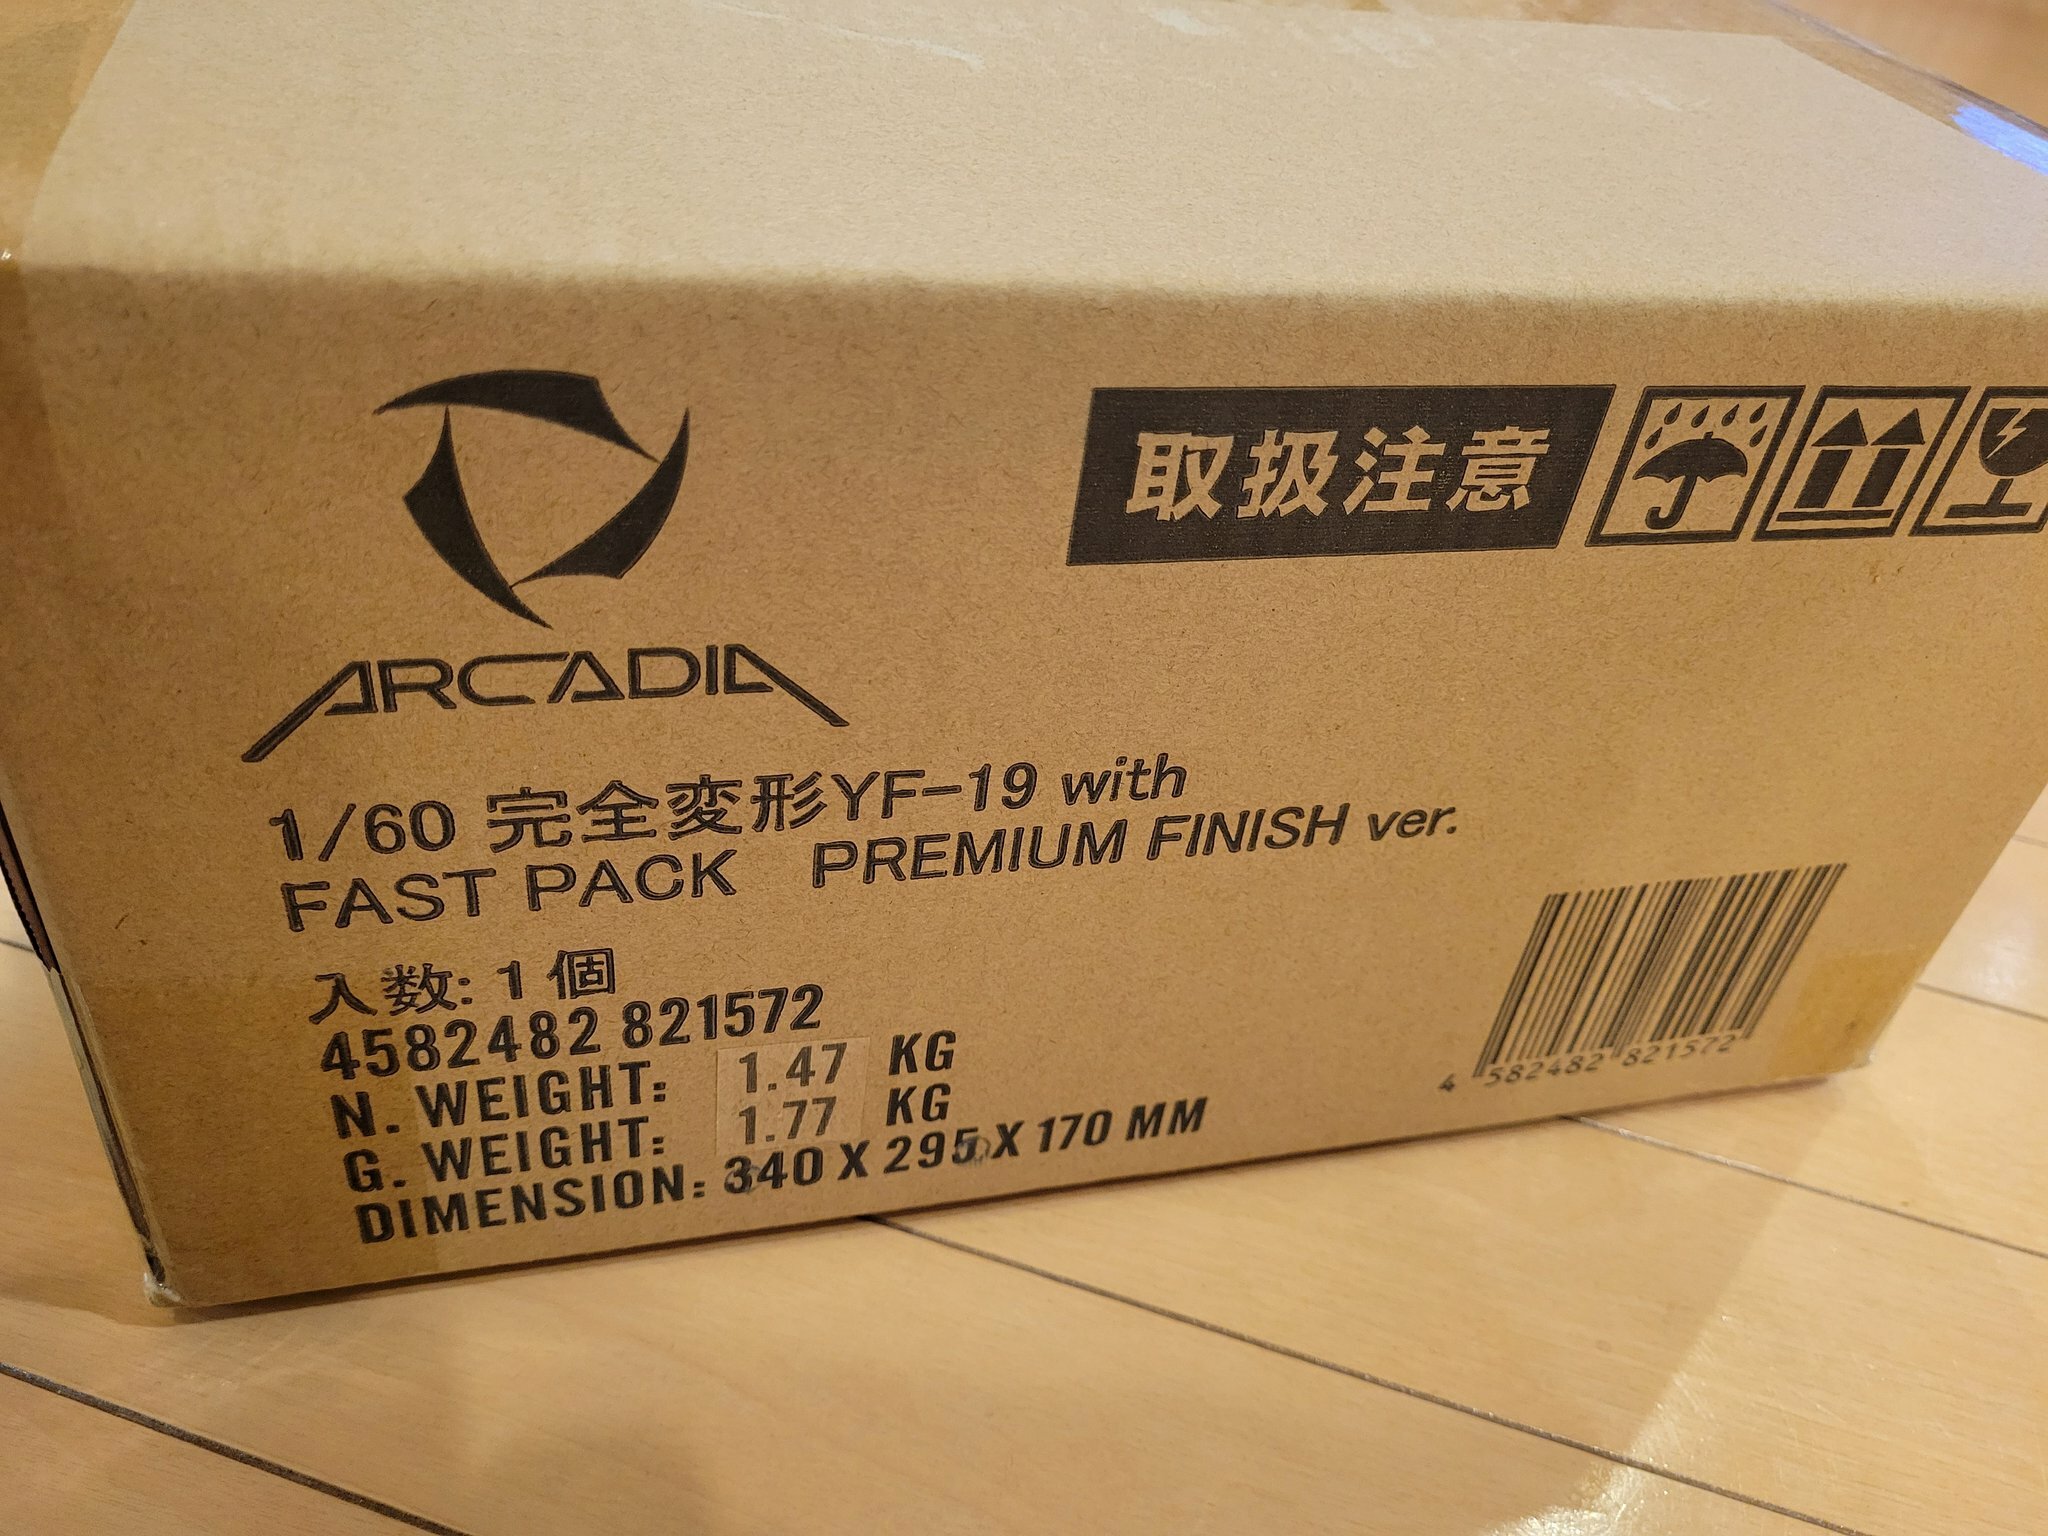 ARCADIA
取扱注意
1/60 完全変形YF-19 with
FAST PACK PREMIUM FINISH ver.
入数: 1 個
4582482 821572
N. WEIGHT: 1.47 KG
G. WEIGHT: 1.77 KG
DIMENSION: 340 X 295 X 170 MM
4 582482 821572